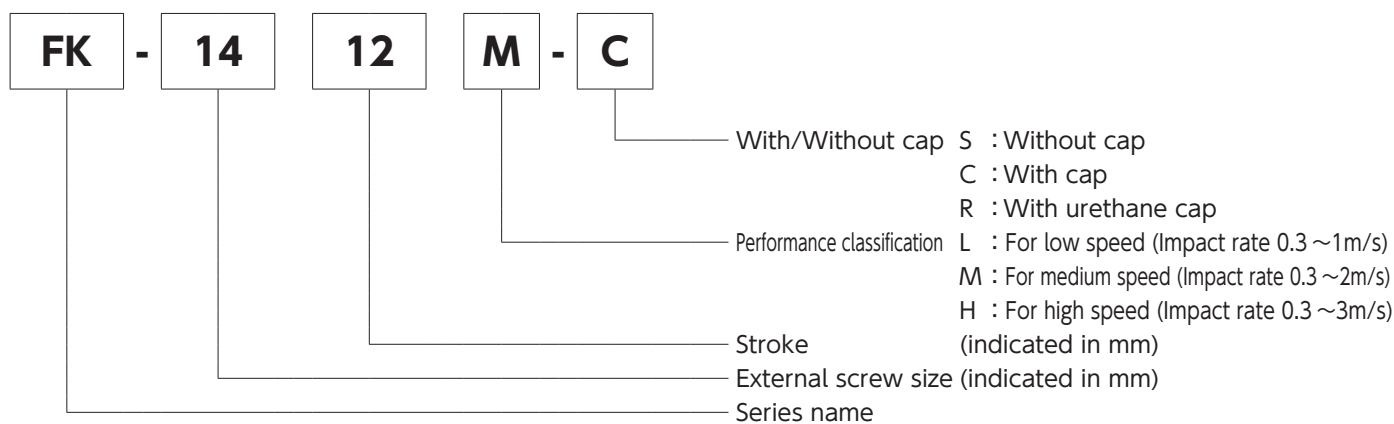 FK - 14 12 M - C
With/Without cap S : Without cap
C : With cap
R : With urethane cap
Performance classification L : For low speed (Impact rate 0.3～1m/s)
M : For medium speed (Impact rate 0.3～2m/s)
H : For high speed (Impact rate 0.3～3m/s)
Stroke (indicated in mm)
External screw size (indicated in mm)
Series name